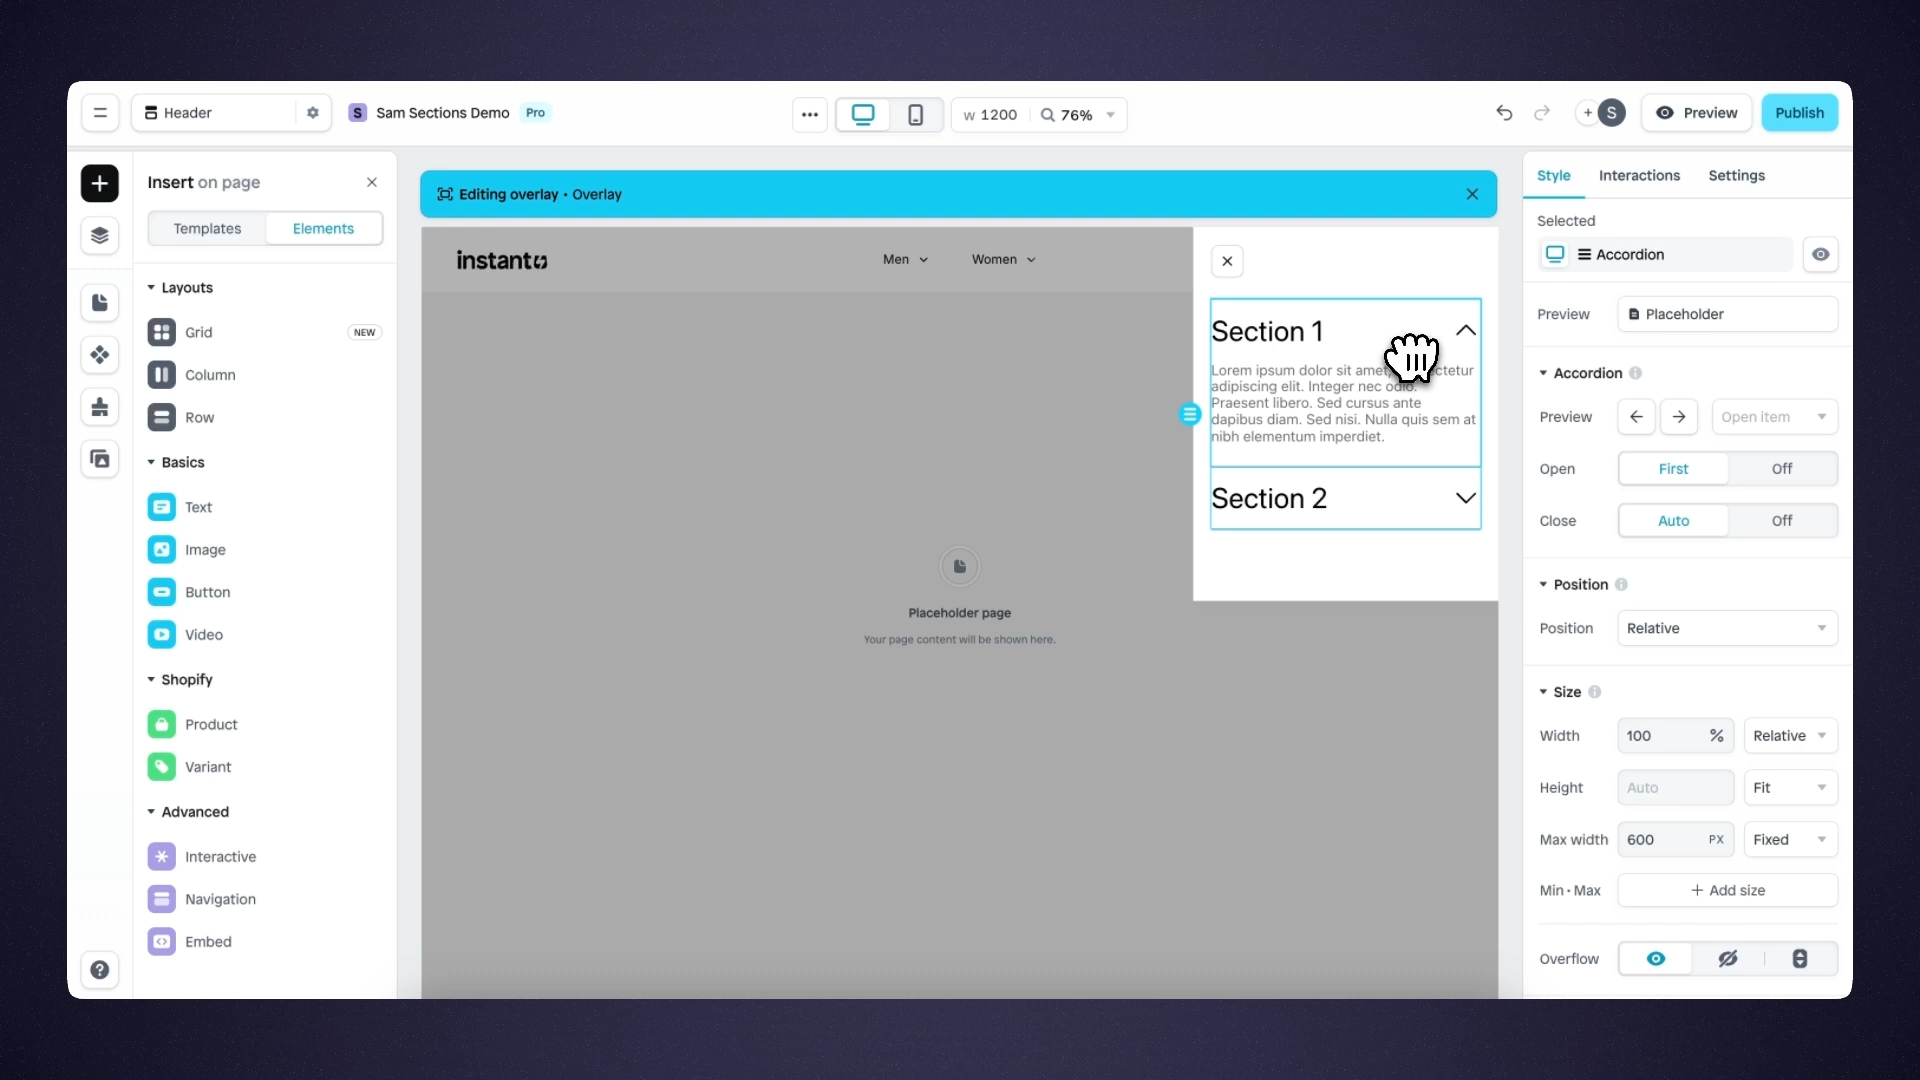 Header
S
Sam Sections Demo
Pro
W 1200
76%
+
S
Preview
Publish
Insert on page
Templates
Elements
Layouts
Grid
NEW
Column
Row
Basics
Text
Image
Button
Video
Shopify
Product
Variant
Advanced
Interactive
Navigation
Embed
Editing overlay • Overlay
instant
Men
Women
Section 1
Lorem ipsum dolor sit amet, ctetur
adipiscing elit. Integer nec odio.
Praesent libero. Sed cursus ante
dapibus diam. Sed nisi. Nulla quis sem at
nibh elementum imperdiet.
Section 2
Placeholder page
Your page content will be shown here.
Style
Interactions
Settings
Selected
Accordion
Preview
Placeholder
Accordion
Preview
Open item
Open
First
Off
Close
Auto
Off
Position
Position
Relative
Size
Width
100
%
Relative
Height
Auto
Fit
Max width
600
PX
Fixed
Min • Max
+ Add size
Overflow